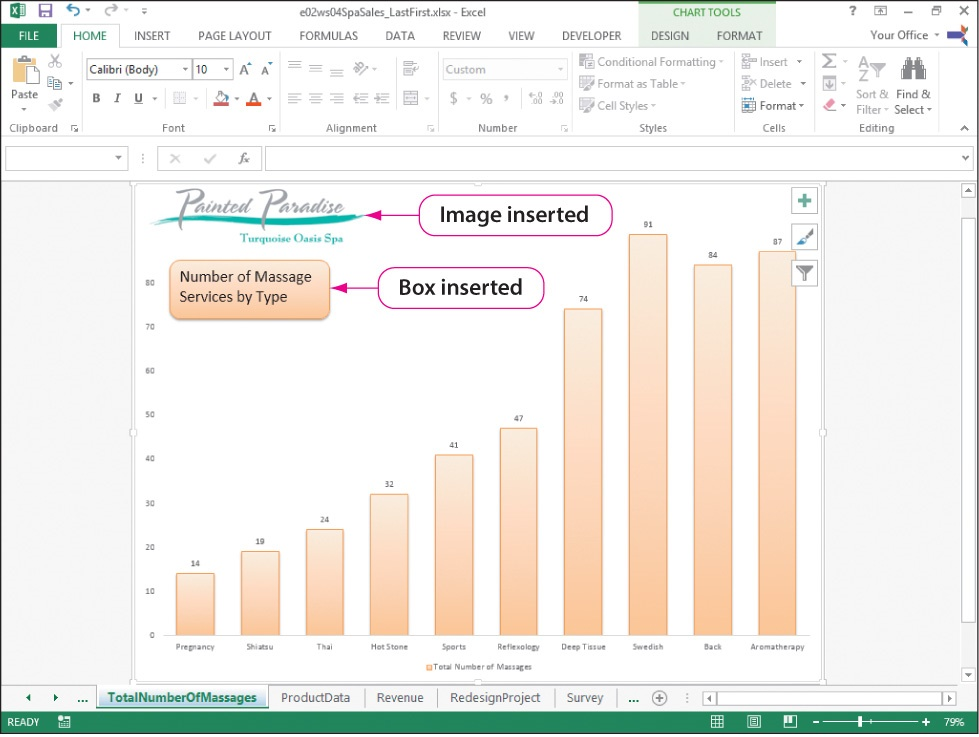 e02ws04SpaSales_LastFirst.xlsx - Excel
CHART TOOLS
?
FILE HOME INSERT PAGE LAYOUT FORMULAS DATA REVIEW VIEW DEVELOPER DESIGN FORMAT Your Office
Paste
Clipboard
Calibri (Body) 10
B I U
Font
Alignment
Custom
$ % ,
Number
Conditional Formatting
Format as Table
Cell Styles
Styles
Insert
Delete
Format
Cells
Sort &
Filter
Find &
Select
Editing
fx
Painted Paradise
Turquoise Oasis Spa
Image inserted
Number of Massage
Services by Type
Box inserted
80
70
60
50
40
30
20
10
0
14
19
24
32
41
47
74
91
84
87
Pregnancy Shiatsu Thai Hot Stone Sports Reflexology Deep Tissue Swedish Back Aromatherapy
Total Number of Massages
... TotalNumberOfMassages ProductData Revenue RedesignProject Survey ...
READY
79%